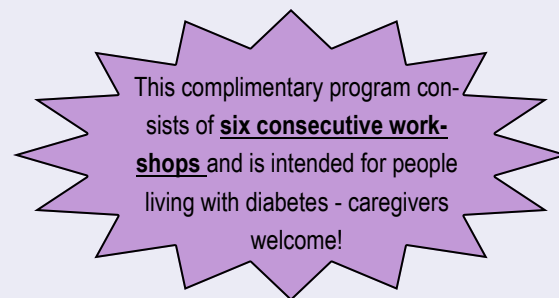 This complimentary program con-
sists of six consecutive work-
shops and is intended for people
living with diabetes - caregivers
welcome!